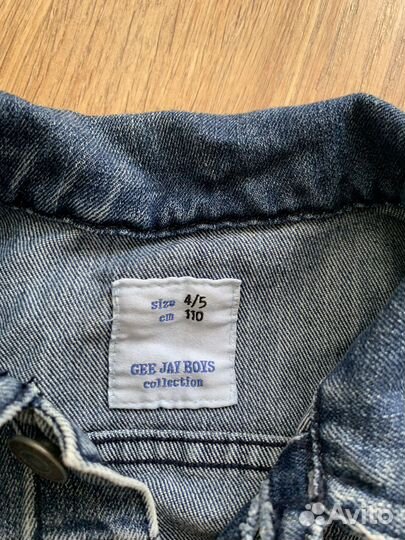 size 4/5
cm 110
GEE JAY BOYS
collection
Avito